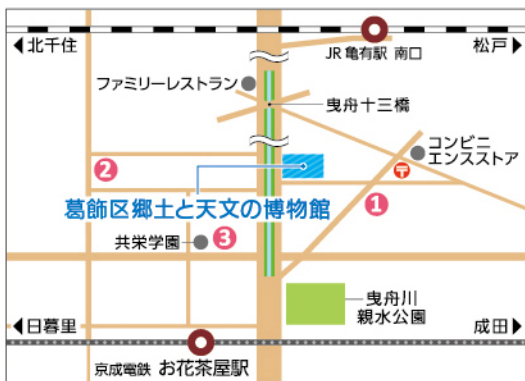 北千住
JR 亀有駅 南口
松戸
ファミリーレストラン
曳舟十三橋
コンビニ
エンスストア
〒
2
葛飾区郷土と天文の博物館
1
共栄学園
3
曳舟川
親水公園
日暮里
成田
京成電鉄 お花茶屋駅